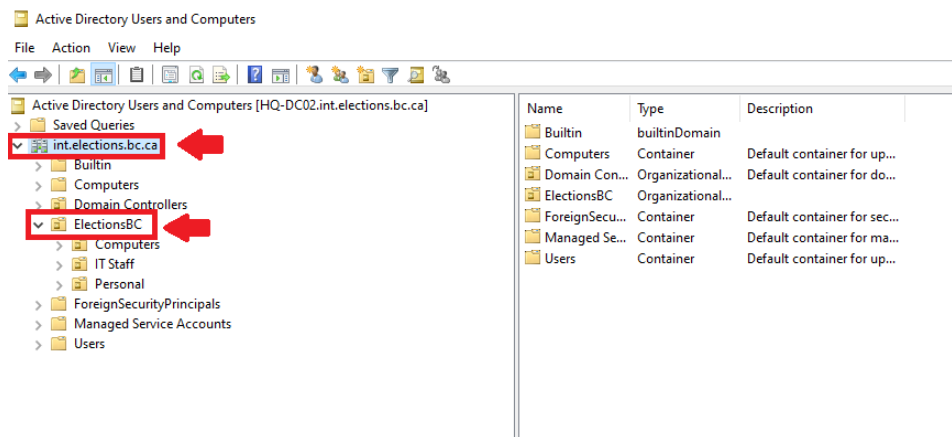 Active Directory Users and Computers
File Action View Help
Active Directory Users and Computers [HQ-DC02.int.elections.bc.ca]
Saved Queries
int.elections.bc.ca
Builtin
Computers
Domain Controllers
ElectionsBC
Computers
IT Staff
Personal
ForeignSecurityPrincipals
Managed Service Accounts
Users
Name Type Description
Builtin builtinDomain
Computers Container Default container for up...
Domain Con... Organizational... Default container for do...
ElectionsBC Organizational...
ForeignSecu... Container Default container for sec...
Managed Se... Container Default container for ma...
Users Container Default container for up...